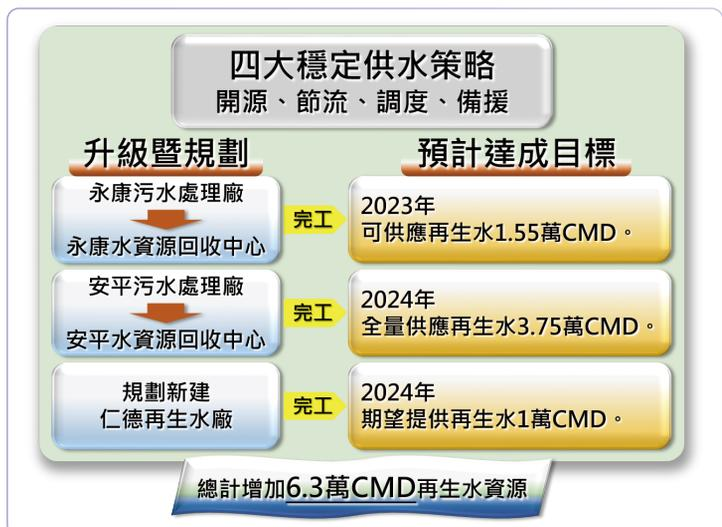 四大穩定供水策略
開源、節流、調度、備援
升級暨規劃
預計達成目標
永康污水處理廠
永康水資源回收中心
完工
2023年
可供應再生水1.55萬CMD。
安平污水處理廠
安平水資源回收中心
完工
2024年
全量供應再生水3.75萬CMD。
規劃新建
仁德再生水廠
完工
2024年
期望提供再生水1萬CMD。
總計增加6.3萬CMD再生水資源